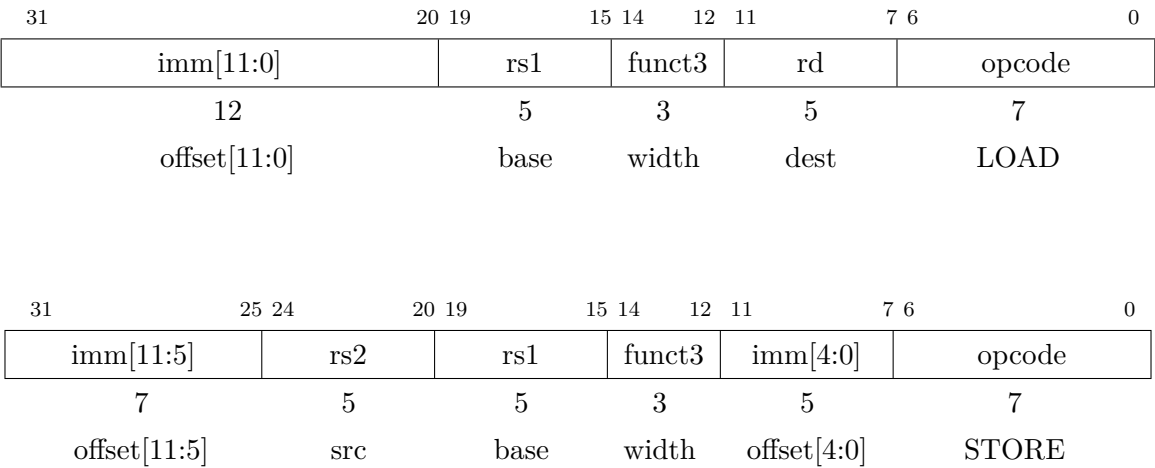 31 20 19 15 14 12 11 7 6 0
imm[11:0] rs1 funct3 rd opcode
12 5 3 5 7
offset[11:0] base width dest LOAD
31 25 24 20 19 15 14 12 11 7 6 0
imm[11:5] rs2 rs1 funct3 imm[4:0] opcode
7 5 5 3 5 7
offset[11:5] src base width offset[4:0] STORE